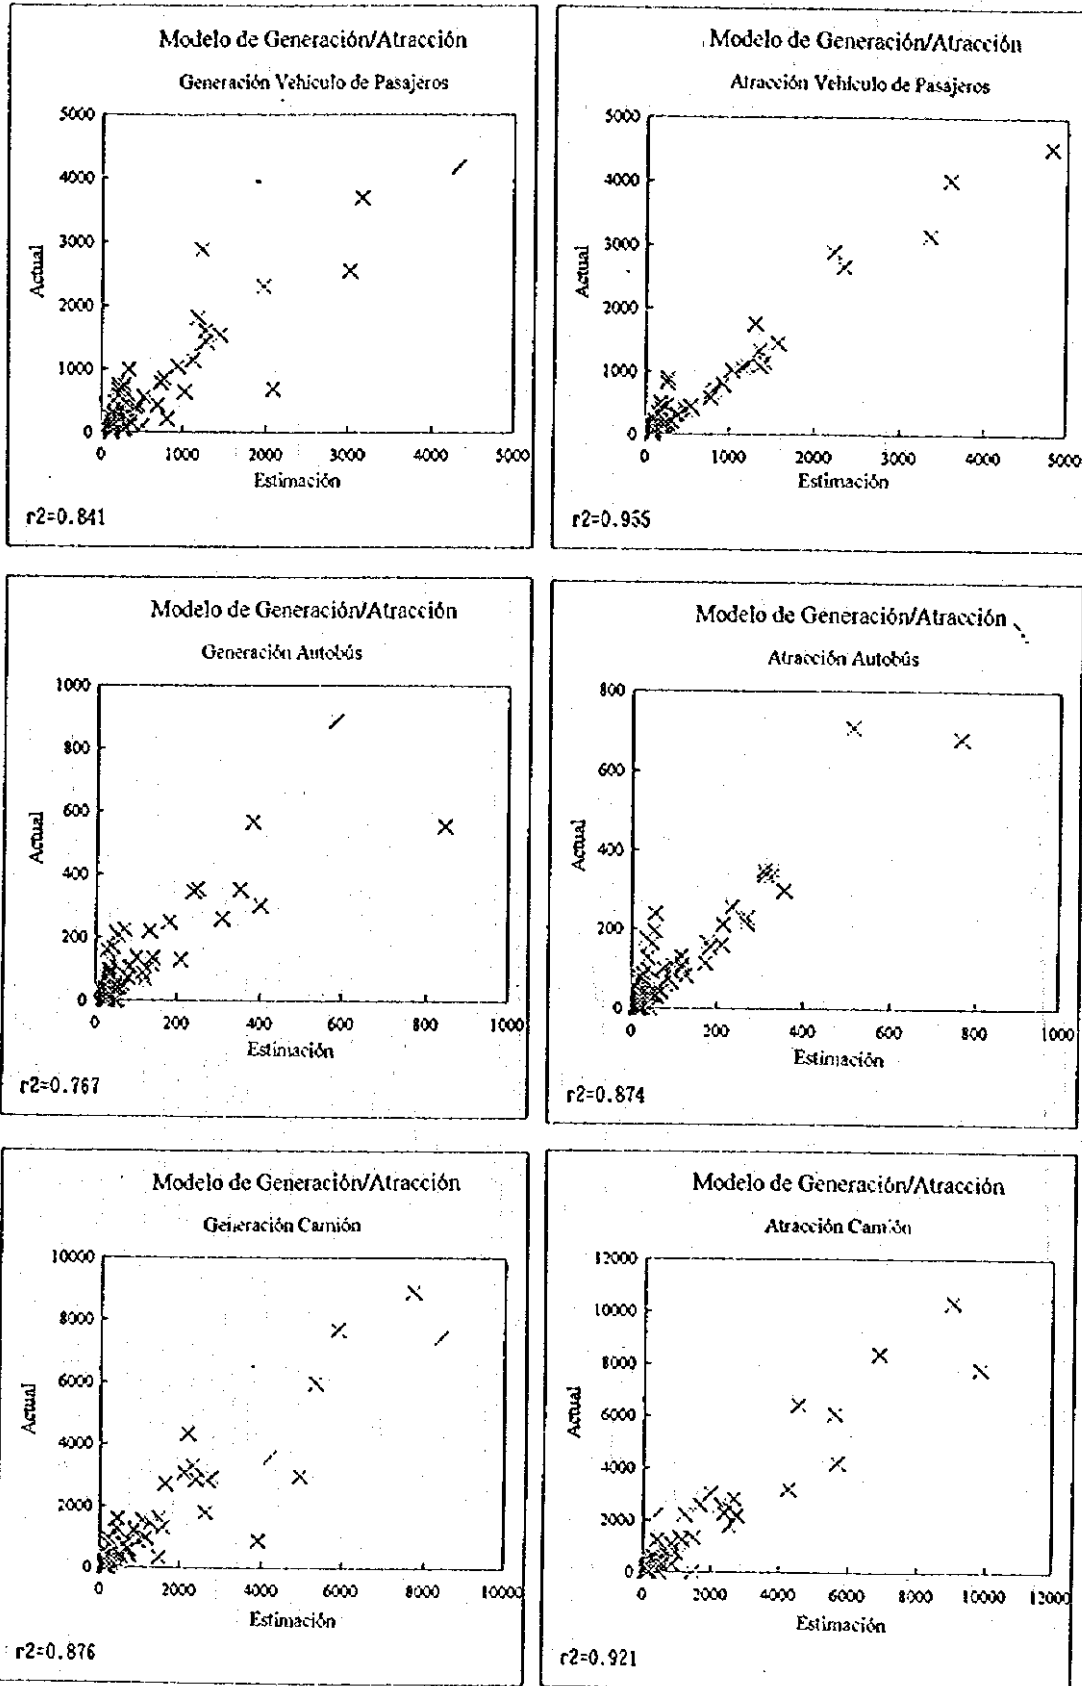 Modelo de Generación/Atracción
Generación Vehiculo de Pasajeros
5000
4000
3000
2000
1000
0
Actual
0 1000 2000 3000 4000 5000
Estimación
r2=0.841
Modelo de Generación/Atracción
Atracción Vehiculo de Pasajeros
5000
4000
3000
2000
1000
0
Actual
0 1000 2000 3000 4000 5000
Estimación
r2=0.955
Modelo de Generación/Atracción
Generación Autobús
1000
800
600
400
200
0
Actual
0 200 400 600 800 1000
Estimación
r2=0.767
Modelo de Generación/Atracción
Atracción Autobús
800
600
400
200
0
Actual
0 200 400 600 800 1000
Estimación
r2=0.874
Modelo de Generación/Atracción
Generación Camión
10000
8000
6000
4000
2000
0
Actual
0 2000 4000 6000 8000 10000
Estimación
r2=0.876
Modelo de Generación/Atracción
Atracción Camión
12000
10000
8000
6000
4000
2000
0
Actual
0 2000 4000 6000 8000 10000 12000
Estimación
r2=0.921